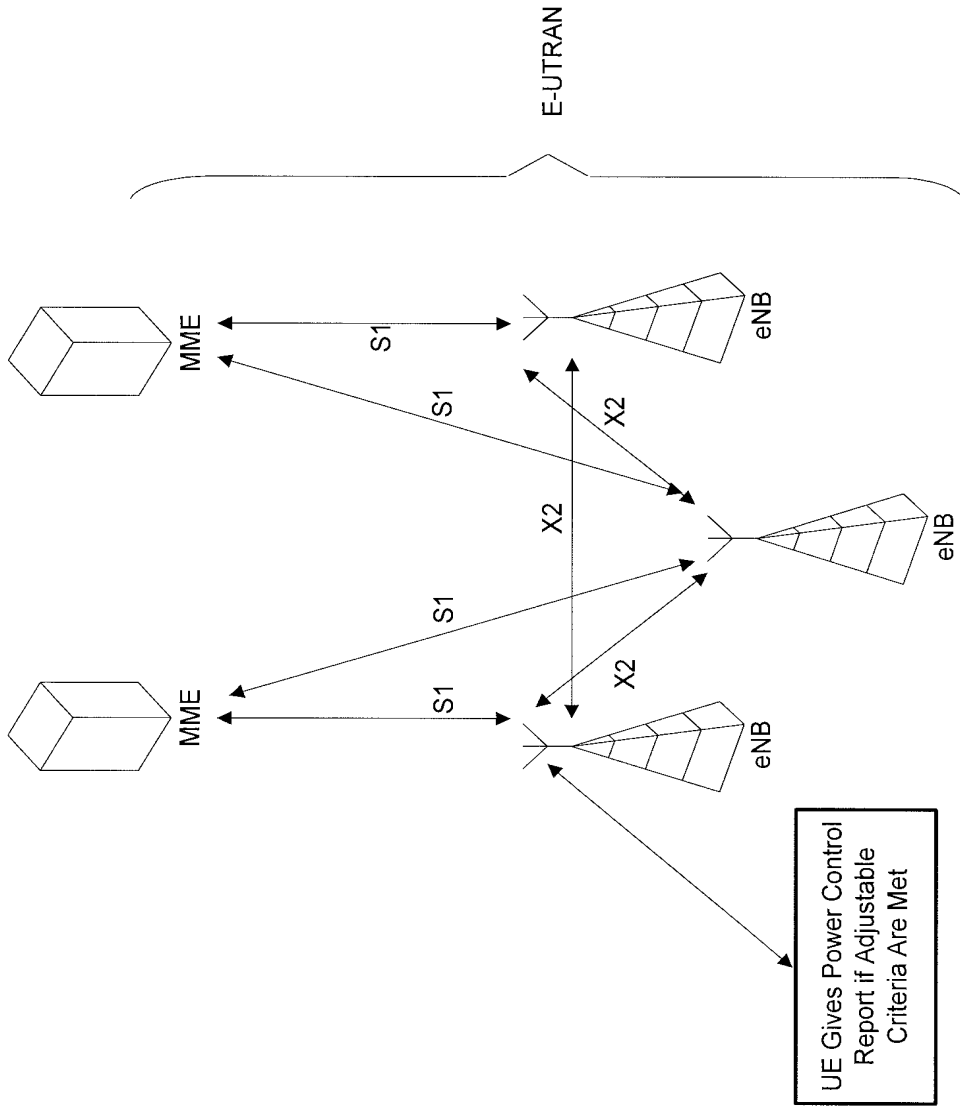 MME
MME
S1
S1
S1
S1
X2
X2
X2
eNB
eNB
eNB
E-UTRAN
UE Gives Power Control
Report if Adjustable
Criteria Are Met